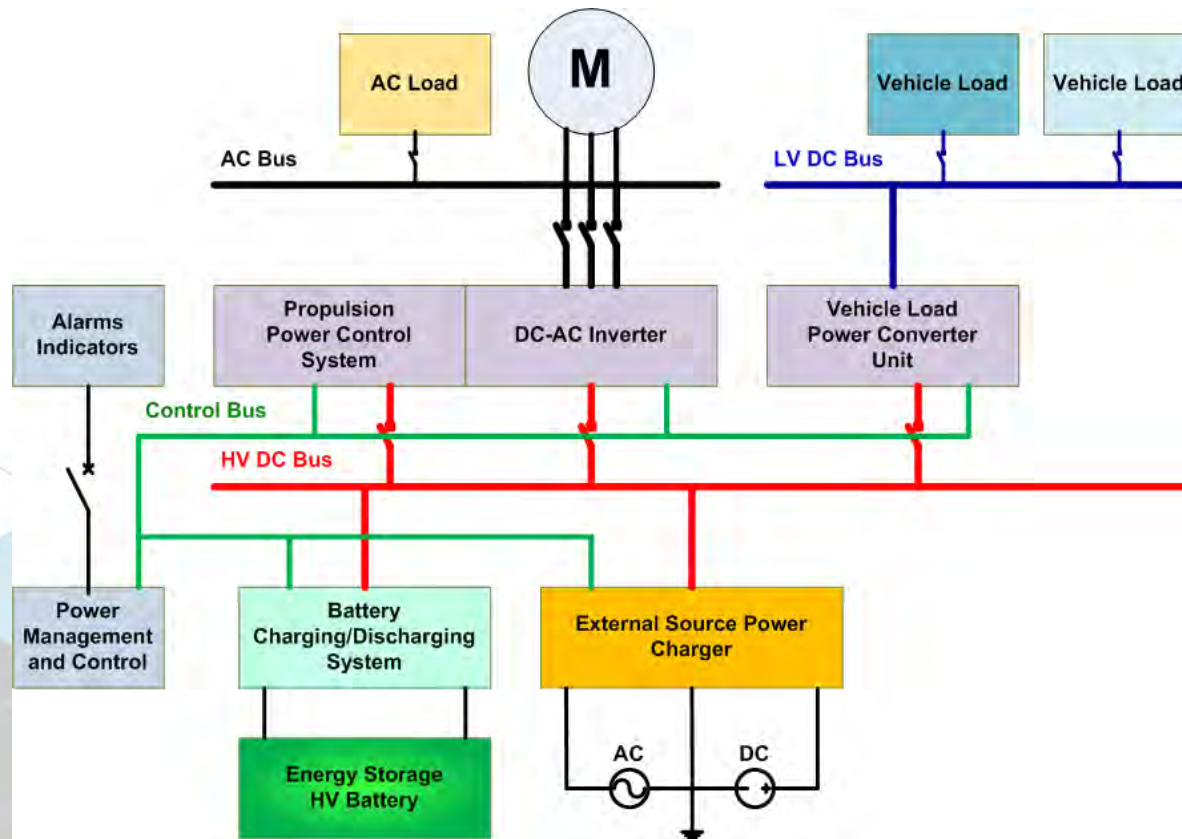 M
AC Load
Vehicle Load
Vehicle Load
AC Bus
LV DC Bus
Alarms
Indicators
Propulsion
Power Control
System
DC-AC Inverter
Vehicle Load
Power Converter
Unit
Control Bus
HV DC Bus
Power
Management
and Control
Battery
Charging/Discharging
System
External Source Power
Charger
AC
DC
Energy Storage
HV Battery